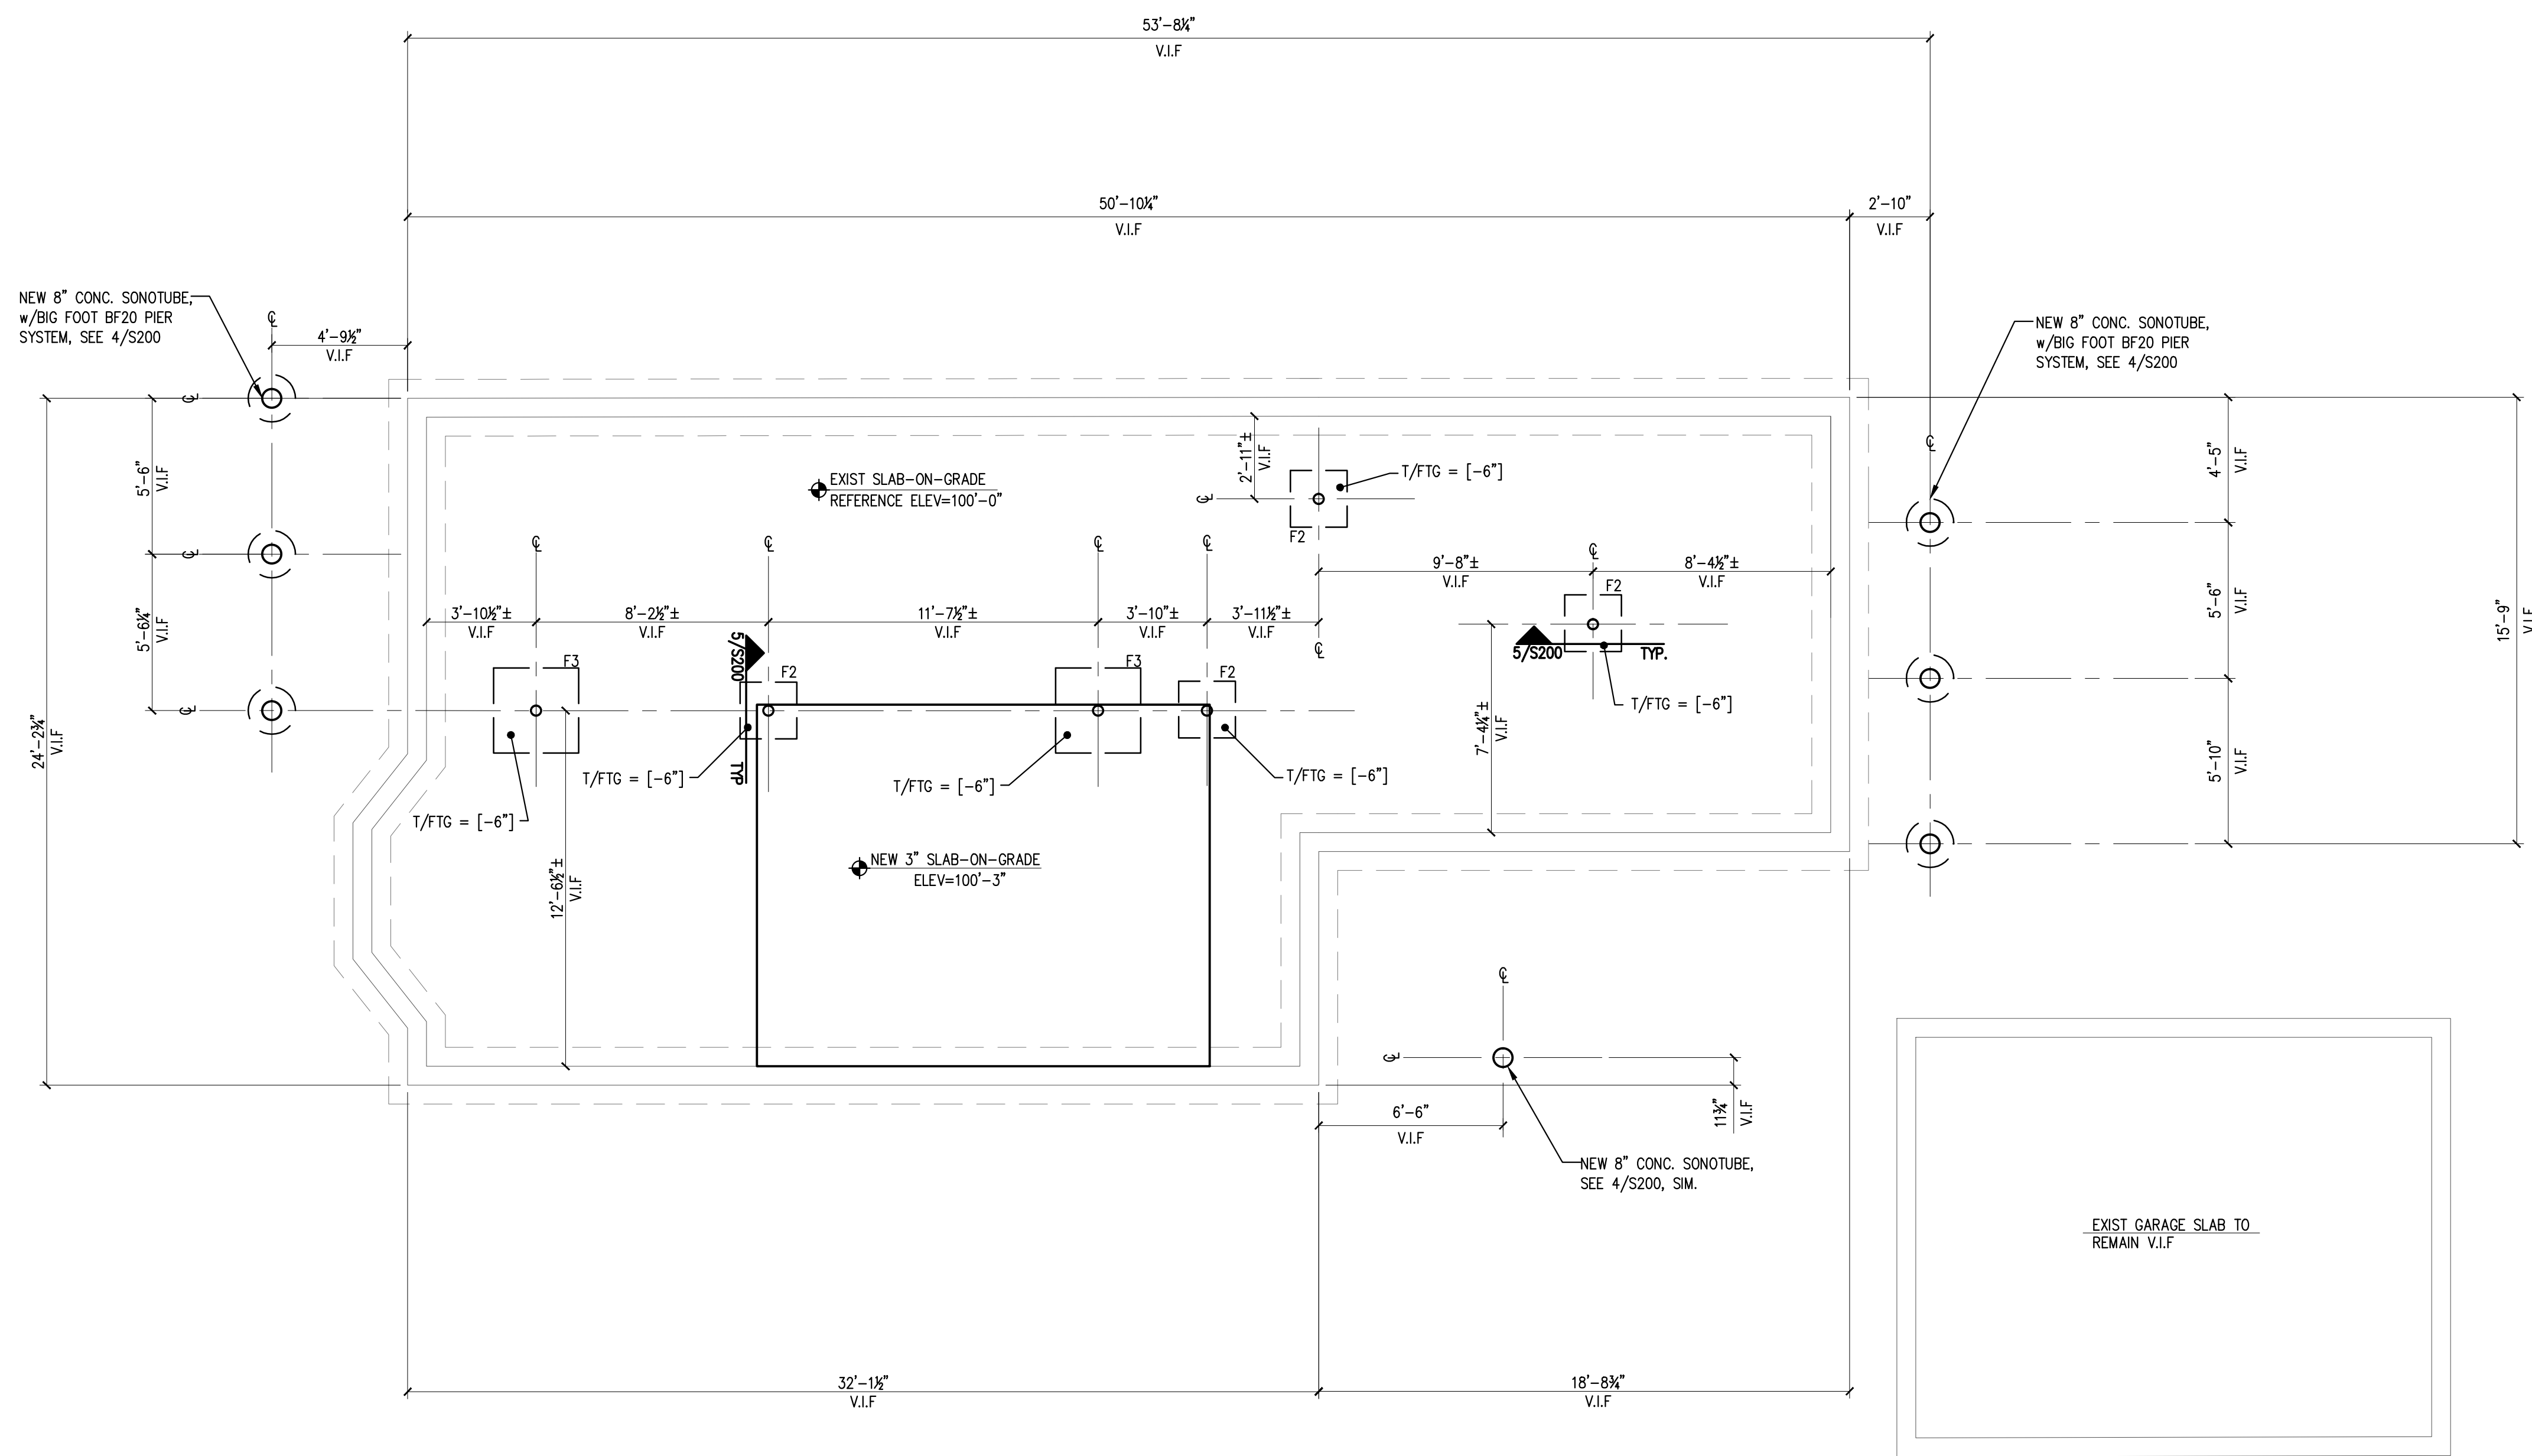 53'-8¼"
V.I.F
50'-10¼"
V.I.F
2'-10"
V.I.F
NEW 8" CONC. SONOTUBE,
w/BIG FOOT BF20 PIER
SYSTEM, SEE 4/S200
℄
4'-9½"
V.I.F
NEW 8" CONC. SONOTUBE,
w/BIG FOOT BF20 PIER
SYSTEM, SEE 4/S200
℄
℄
℄
℄
5'-6"
V.I.F
5'-6¼"
V.I.F
24'-2¾"
V.I.F
EXIST SLAB-ON-GRADE
REFERENCE ELEV=100'-0"
2'-11"±
V.I.F
℄
T/FTG = [-6"]
F2
4'-5"
V.I.F
5'-6"
V.I.F
5'-10"
V.I.F
15'-9"
V.I.F
℄
℄
℄
℄
℄
℄
9'-8"±
V.I.F
8'-4½"±
V.I.F
F2
3'-10½"±
V.I.F
8'-2½"±
V.I.F
11'-7½"±
V.I.F
3'-10"±
V.I.F
3'-11½"±
V.I.F
5/S200
TYP
5/S200
TYP.
F3
F2
F3
F2
T/FTG = [-6"]
7'-4¼"±
V.I.F
T/FTG = [-6"]
T/FTG = [-6"]
T/FTG = [-6"]
T/FTG = [-6"]
12'-6½"±
V.I.F
NEW 3" SLAB-ON-GRADE
ELEV=100'-3"
℄
℄
6'-6"
V.I.F
11¾"
V.I.F
NEW 8" CONC. SONOTUBE,
SEE 4/S200, SIM.
EXIST GARAGE SLAB TO
REMAIN V.I.F
32'-1½"
V.I.F
18'-8¾"
V.I.F